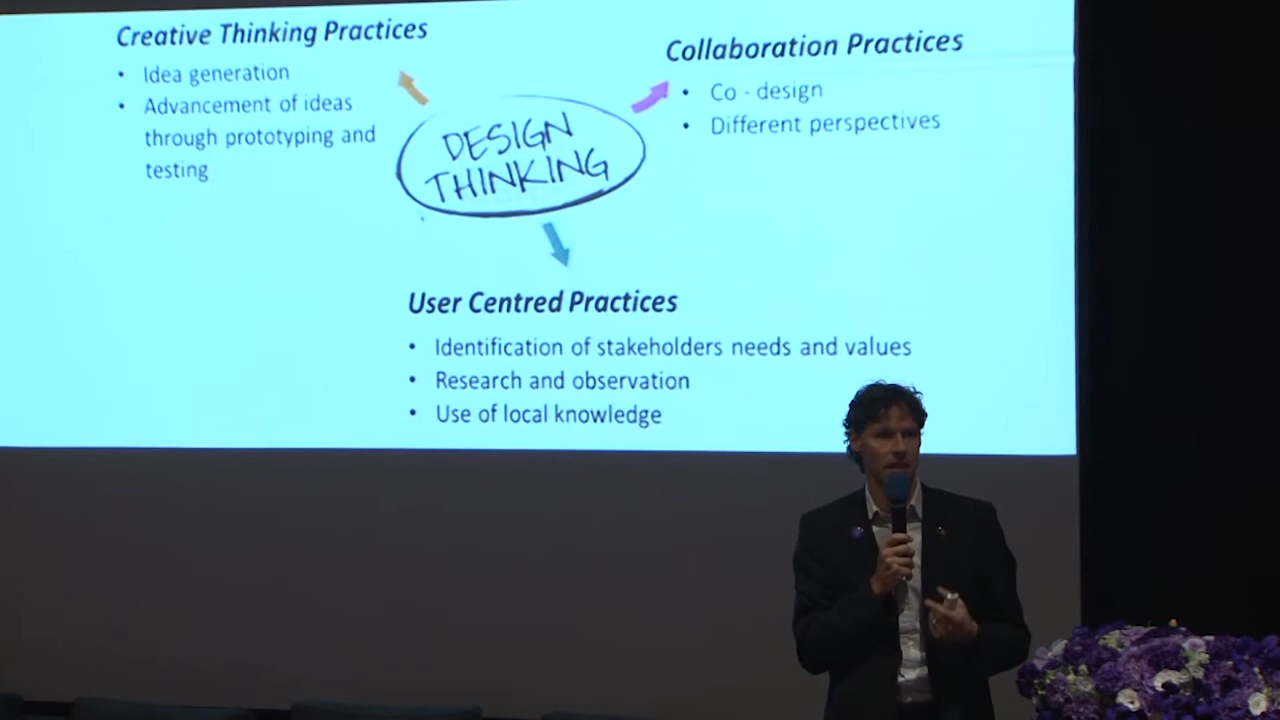 Creative Thinking Practices
• Idea generation
• Advancement of ideas
through prototyping and
testing
DESIGN
THINKING
Collaboration Practices
• Co - design
• Different perspectives
User Centred Practices
• Identification of stakeholders needs and values
• Research and observation
• Use of local knowledge